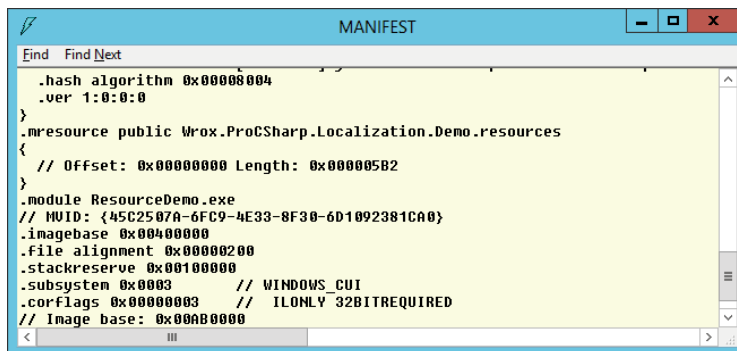 MANIFEST
Find Find Next
.hash algorithm 0x00008004
.ver 1:0:0:0
}
.mresource public Wrox.ProCSharp.Localization.Demo.resources
{
// Offset: 0x00000000 Length: 0x000005B2
}
.module ResourceDemo.exe
// MVID: {45C2507A-6FC9-4E33-8F30-6D1092381CA0}
.imagebase 0x00400000
.file alignment 0x00000200
.stackreserve 0x00100000
.subsystem 0x0003 // WINDOWS_CUI
.corflags 0x00000003 // ILONLY 32BITREQUIRED
// Image base: 0x00AB0000